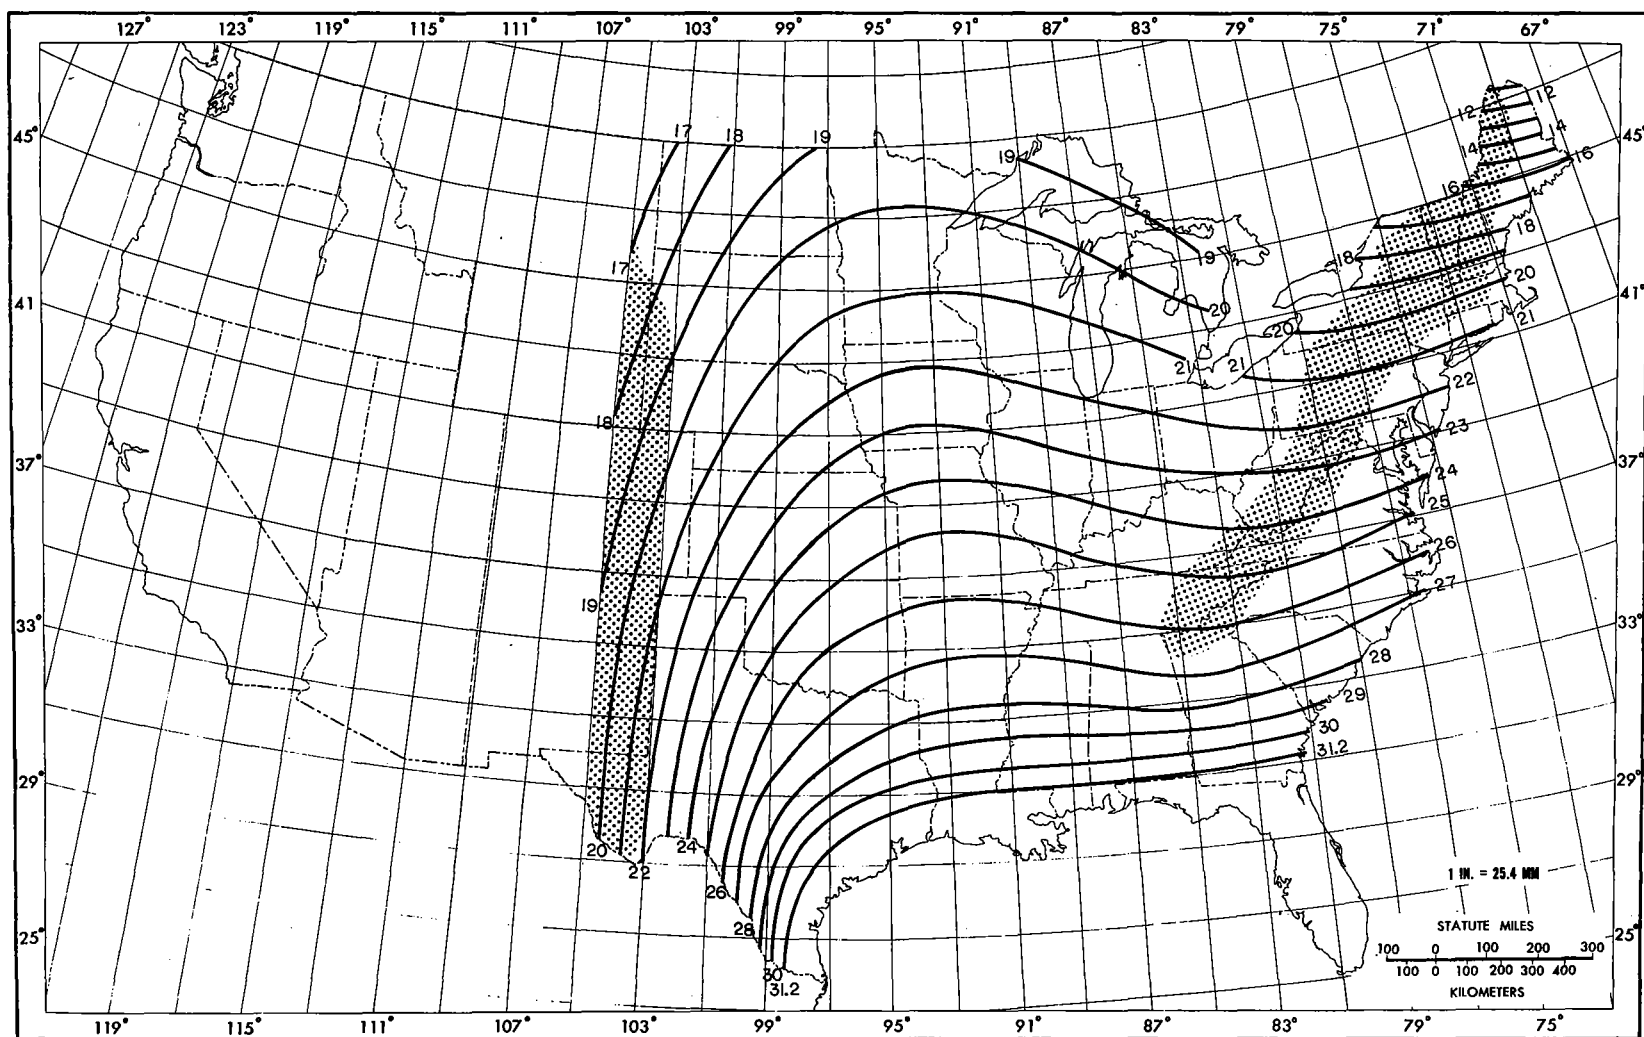 127° 123° 119° 115° 111° 107° 103° 99° 95° 91° 87° 83° 79° 75° 71° 67°
12 12
45° 17 18 19 14 45°
14
19 16
16
18
17 19 18
41° 20 20 41°
20 21
21 21
22
18 23
37° 24 37°
25
26
19 27
33° 33°
28
29
30
31.2
29° 29°
20 24
22
26 1 IN. = 25.4 MM
28 STATUTE MILES
25° 25°
100 0 100 200 300
30 100 0 100 200 300 400
31.2 KILOMETERS
119° 115° 111° 107° 103° 99° 95° 91° 87° 83° 79° 75°